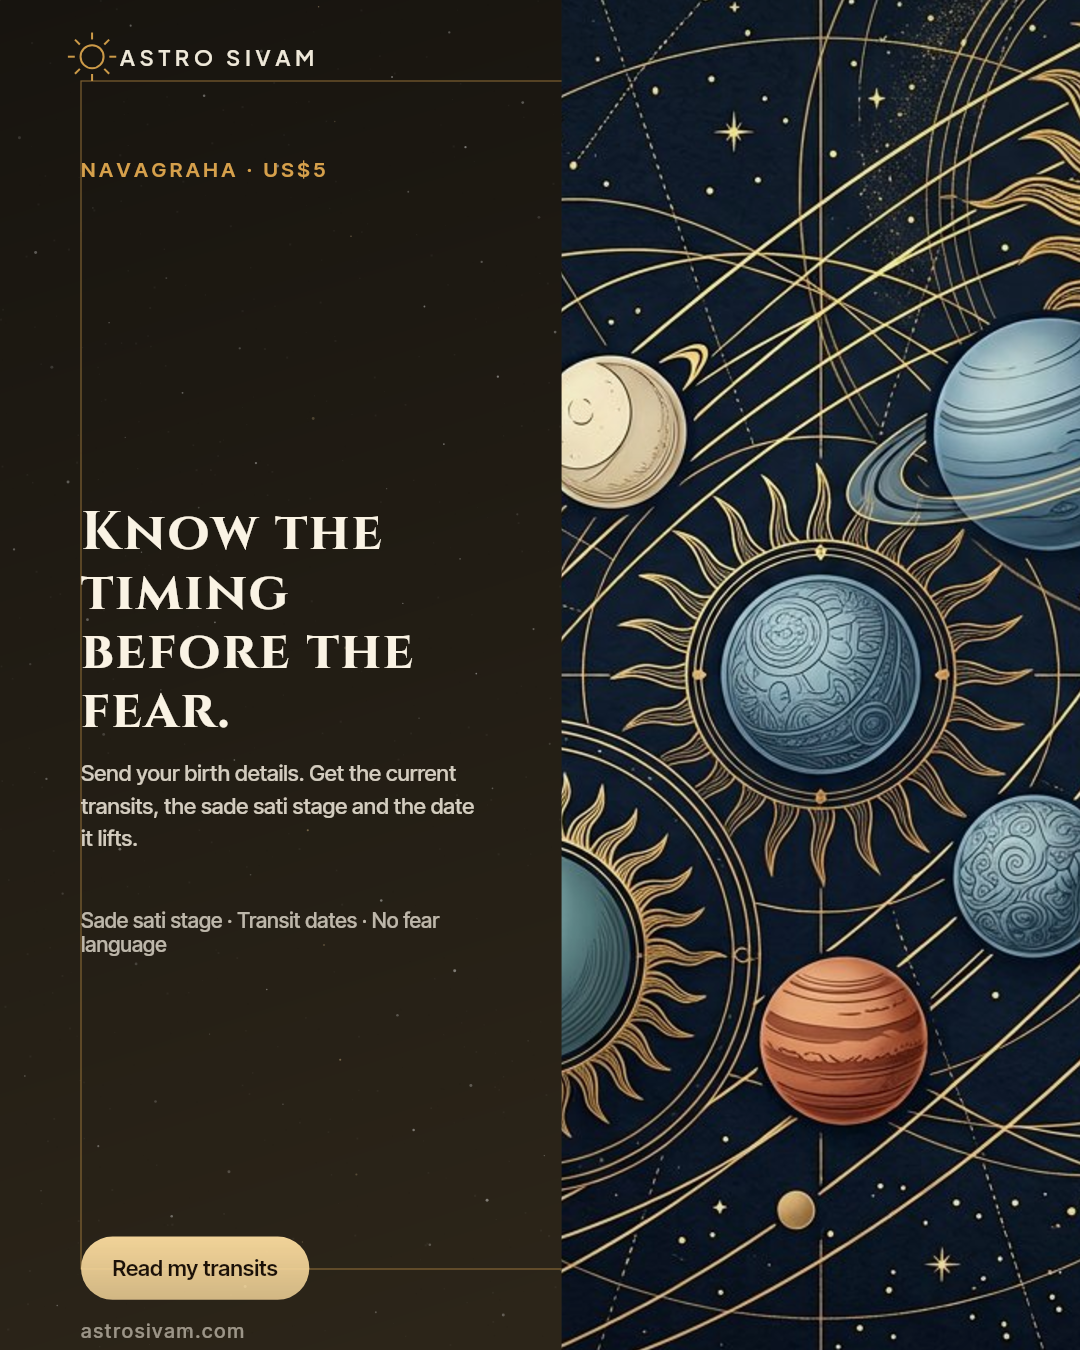 ASTRO SIVAM
NAVAGRAHA · US$5
KNOW THE
TIMING
BEFORE THE
FEAR.
Send your birth details. Get the current
transits, the sade sati stage and the date
it lifts.
Sade sati stage · Transit dates · No fear
language
Read my transits
astrosivam.com